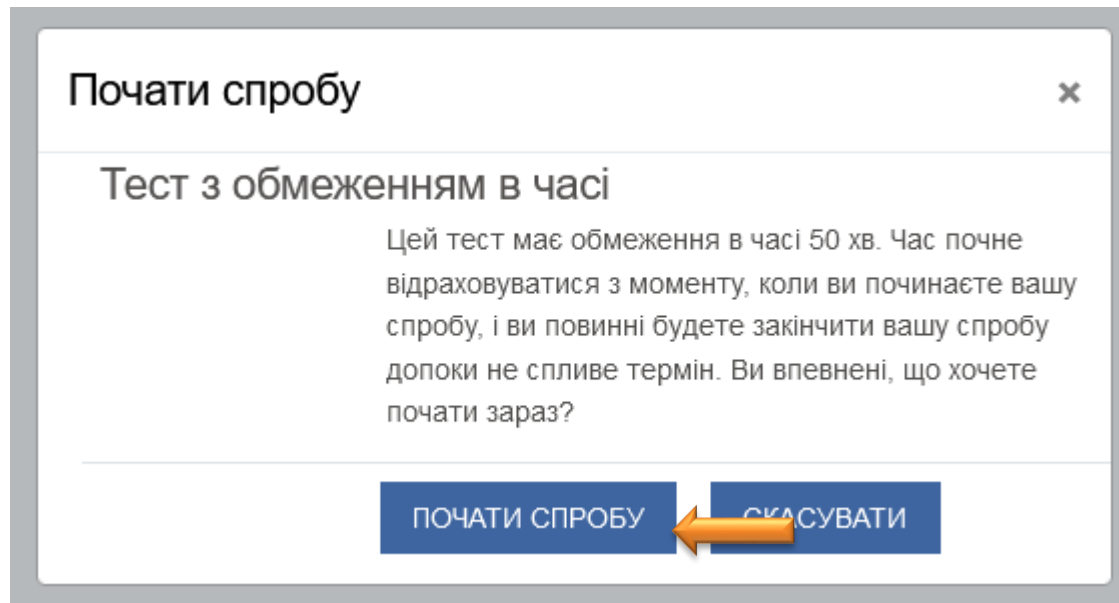 Почати спробу
Тест з обмеженням в часі
Цей тест має обмеження в часі 50 хв. Час почне
відраховуватися з моменту, коли ви починаєте вашу
спробу, і ви повинні будете закінчити вашу спробу
допоки не спливе термін. Ви впевнені, що хочете
почати зараз?
ПОЧАТИ СПРОБУ СКАСУВАТИ